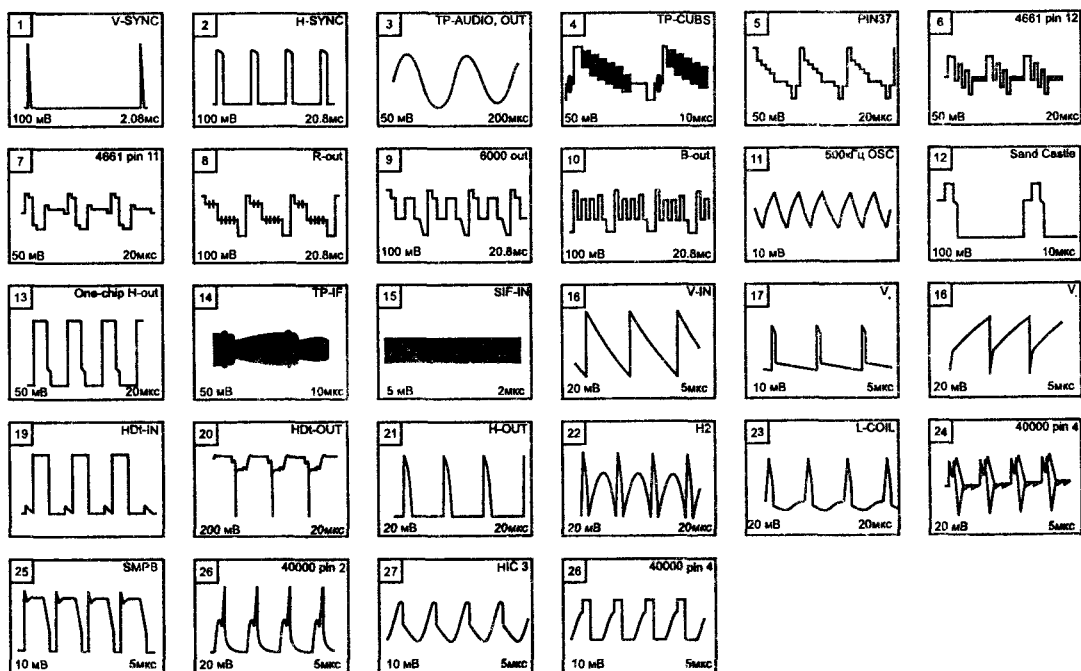 1 V-SYNC
100 мВ 2.08мс
2 H-SYNC
100 мВ 20.8мс
3 TP-AUDIO, OUT
50 мВ 200мкс
4 TP-CUBS
50 мВ 10мкс
5 PIN37
50 мВ 20мкс
6 4661 pin 12
50 мВ 20мкс
7 4661 pin 11
50 мВ 20мкс
8 R-out
100 мВ 20.8мс
9 6000 out
100 мВ 20.8мс
10 B-out
100 мВ 20.8мс
11 500кГц OSC
10 мВ
12 Sand Castle
100 мВ 10мкс
13 One-chip H-out
50 мВ 20мкс
14 TP-IF
50 мВ 10мкс
15 SIF-IN
5 мВ 2мкс
16 V-IN
20 мВ 5мкс
17 V
10 мВ 5мкс
16 V
20 мВ 5мкс
19 HDt-IN
20 HDt-OUT
200 мВ 20мкс
21 H-OUT
20 мВ 20мкс
22 H2
20 мВ 20мкс
23 L-COIL
20 мВ 20мкс
24 40000 pin 4
20 мВ 5мкс
25 SMPB
10 мВ 5мкс
26 40000 pin 2
20 мВ 5мкс
27 HIC 3
10 мВ 5мкс
26 40000 pin 4
10 мВ 5мкс